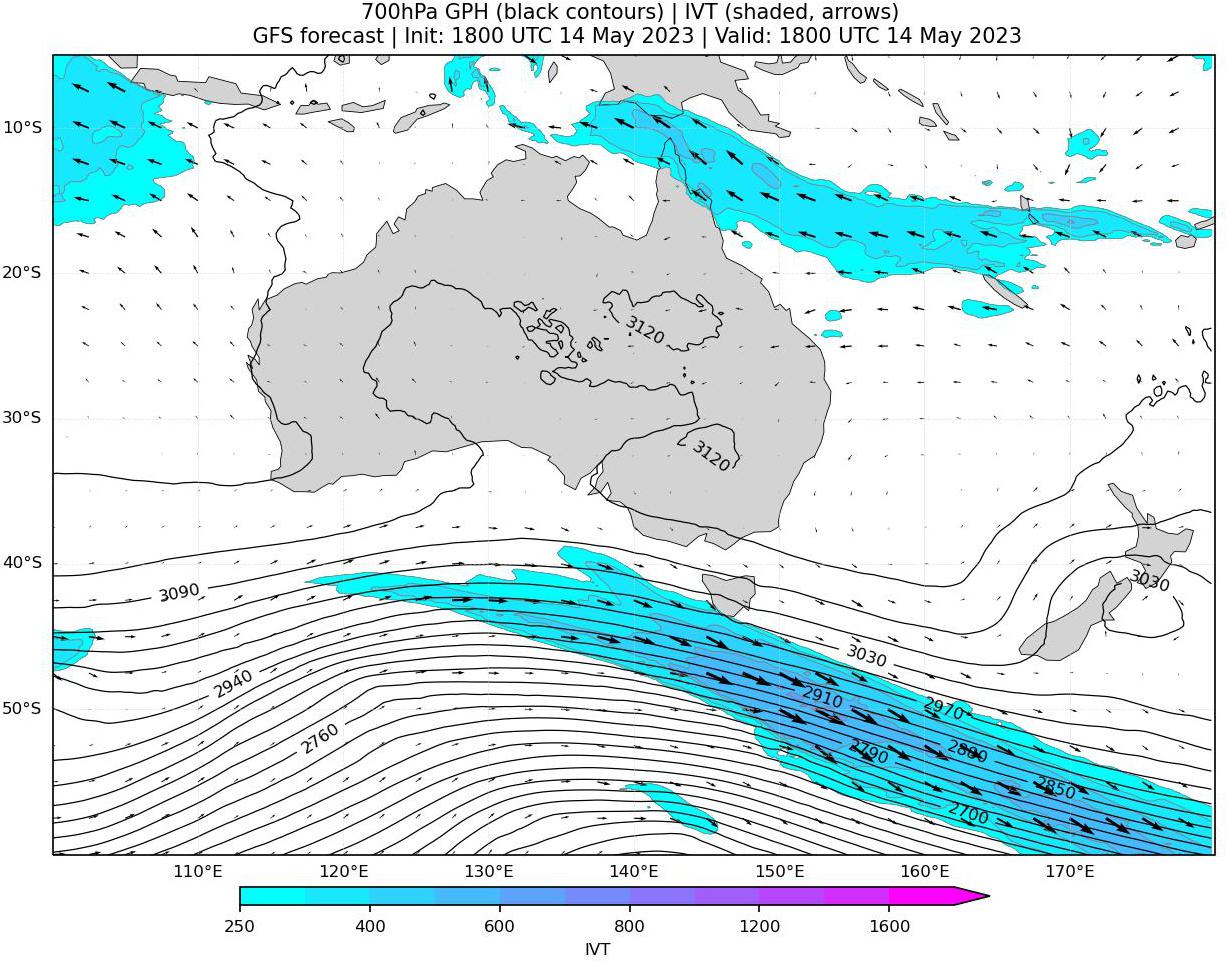 700hPa GPH (black contours) | IVT (shaded, arrows)
GFS forecast | Init: 1800 UTC 14 May 2023 | Valid: 1800 UTC 14 May 2023
10°S
20°S
3120
30°S
3120
40°S
3030
3090
3030
2940
2910
2970
50°S
2760
2790
2880
2850
2700
110°E 120°E 130°E 140°E 150°E 160°E 170°E
250 400 600 800 1200 1600
IVT